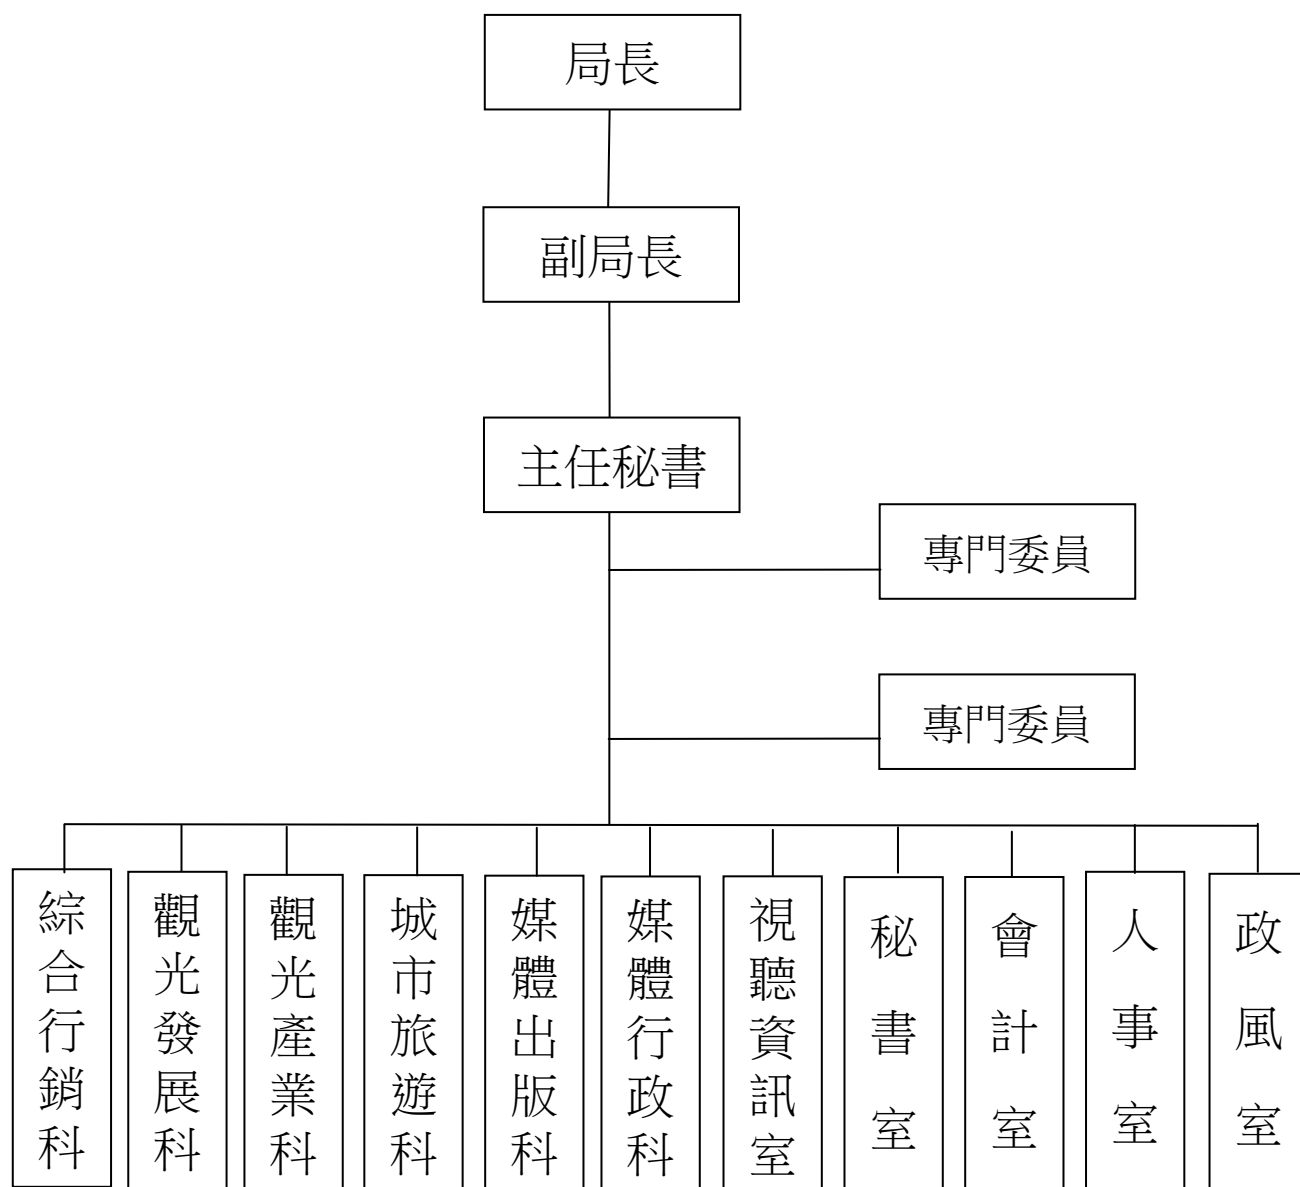 局長
副局長
主任秘書
專門委員
專門委員
綜合行銷科
觀光發展科
觀光產業科
城市旅遊科
媒體出版科
媒體行政科
視聽資訊室
秘書室
會計室
人事室
政風室